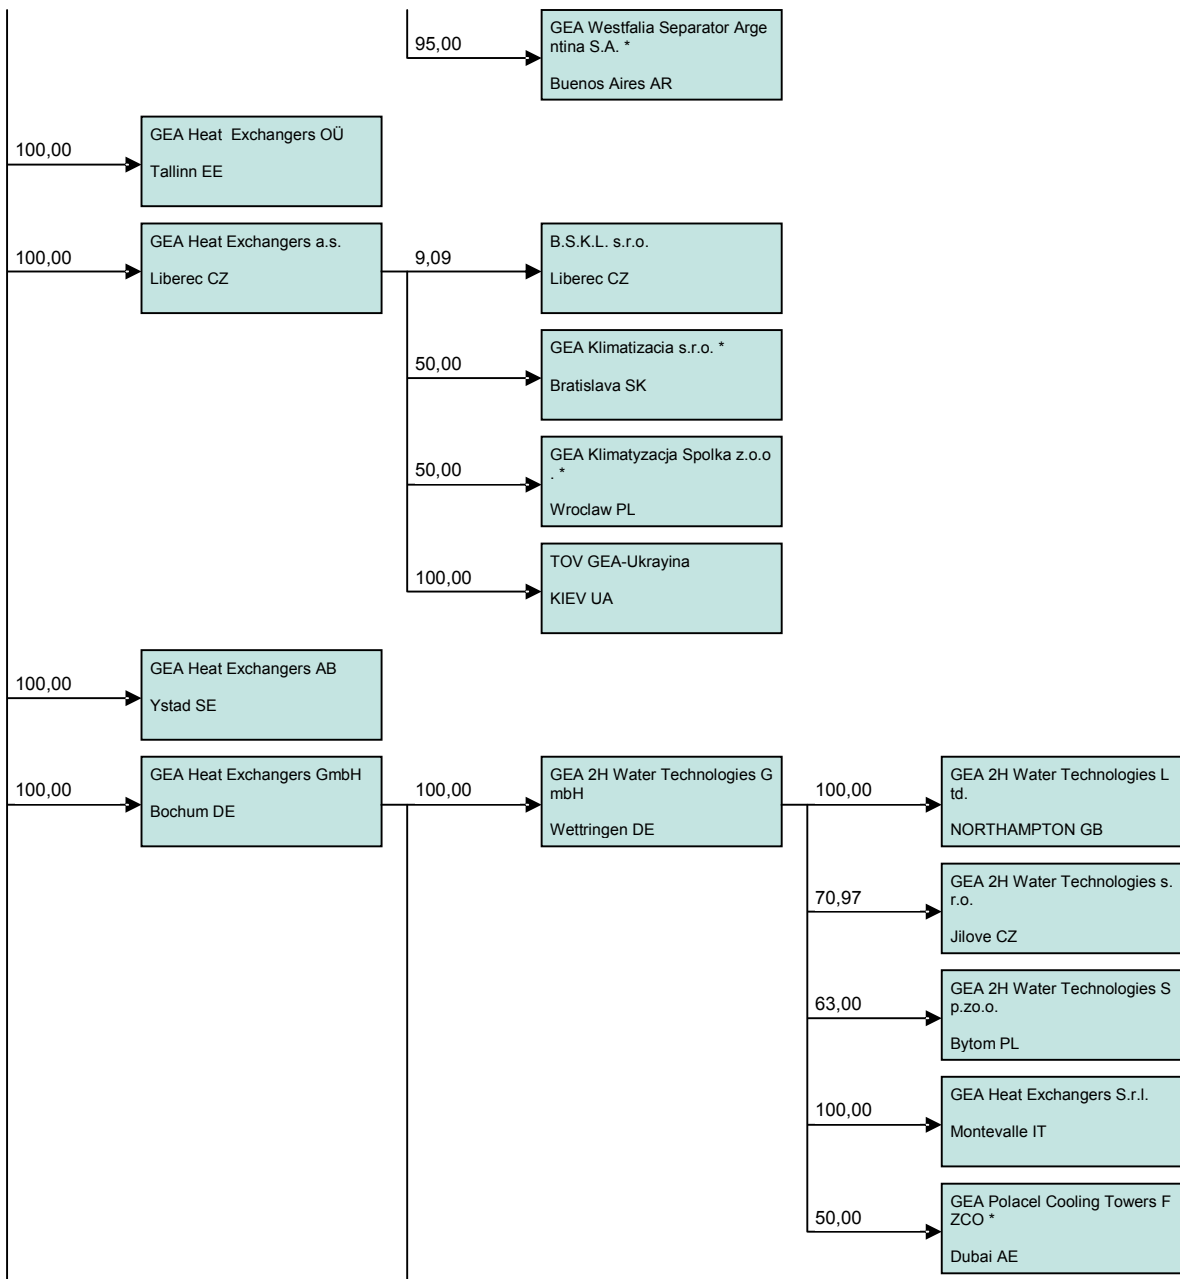 95,00
GEA Westfalia Separator Arge
ntina S.A. *
Buenos Aires AR
100,00
GEA Heat  Exchangers OÜ
Tallinn EE
100,00
GEA Heat Exchangers a.s.
Liberec CZ
9,09
B.S.K.L. s.r.o.
Liberec CZ
50,00
GEA Klimatizacia s.r.o. *
Bratislava SK
50,00
GEA Klimatyzacja Spolka z.o.o
. *
Wroclaw PL
100,00
TOV GEA-Ukrayina
KIEV UA
100,00
GEA Heat Exchangers AB
Ystad SE
100,00
GEA Heat Exchangers GmbH
Bochum DE
100,00
GEA 2H Water Technologies G
mbH
Wettringen DE
100,00
GEA 2H Water Technologies L
td.
NORTHAMPTON GB
70,97
GEA 2H Water Technologies s.
r.o.
Jilove CZ
63,00
GEA 2H Water Technologies S
p.zo.o.
Bytom PL
100,00
GEA Heat Exchangers S.r.l.
Montevalle IT
50,00
GEA Polacel Cooling Towers F
ZCO *
Dubai AE